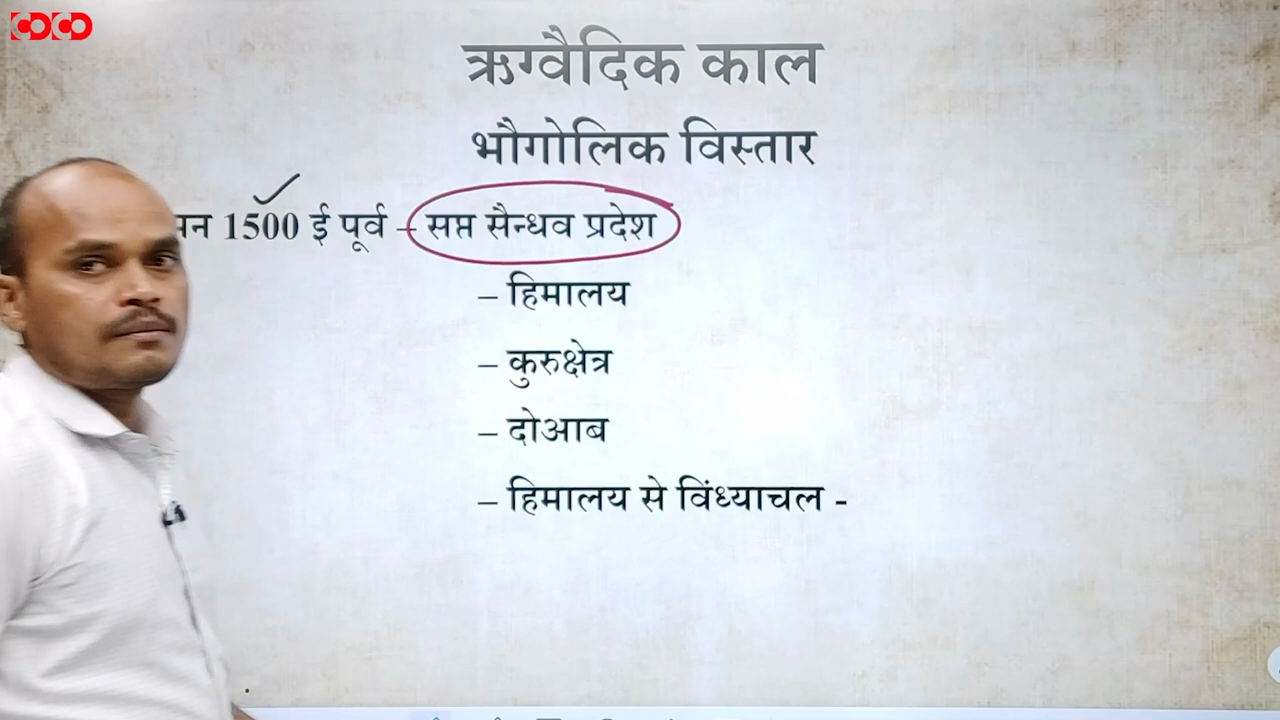 ऋग्वैदिक काल
भौगोलिक विस्तार
1500 ई पूर्व – सप्त सैन्धव प्रदेश
– हिमालय
– कुरुक्षेत्र
– दोआब
– हिमालय से विंध्याचल -